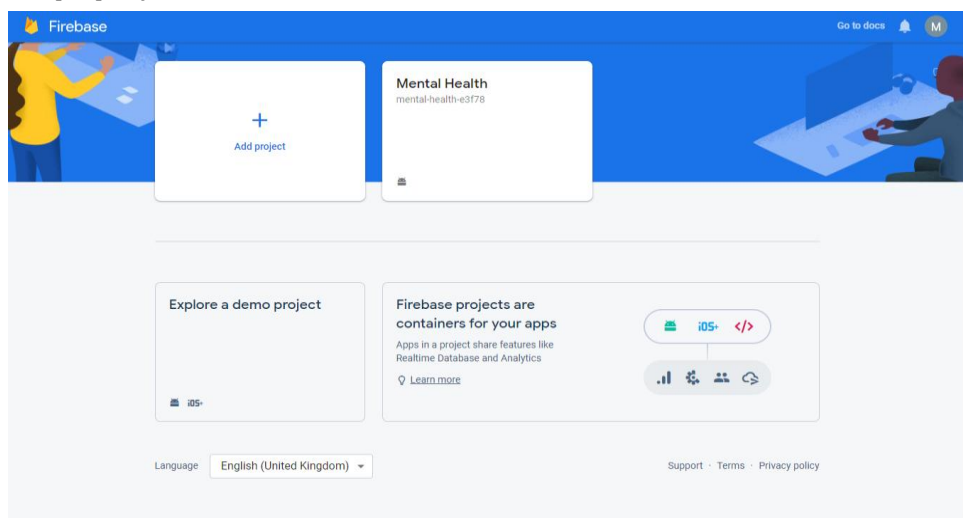 Firebase
Go to docs
M
Mental Health
mental-health-e3f78
Add project
Explore a demo project
iOS+
Firebase projects are
containers for your apps
Apps in a project share features like
Realtime Database and Analytics
Learn more
iOS+
Language
English (United Kingdom)
Support · Terms · Privacy policy